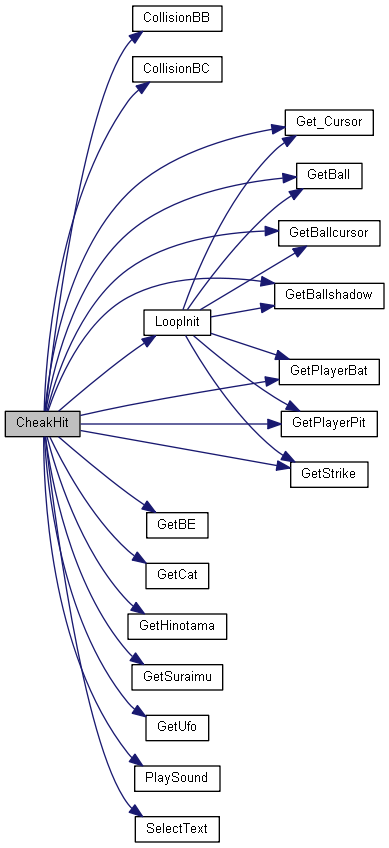 CollisionBB
CollisionBC
Get_Cursor
GetBall
GetBallcursor
GetBallshadow
LoopInit
GetPlayerBat
CheakHit
GetPlayerPit
GetStrike
GetBE
GetCat
GetHinotama
GetSuraimu
GetUfo
PlaySound
SelectText